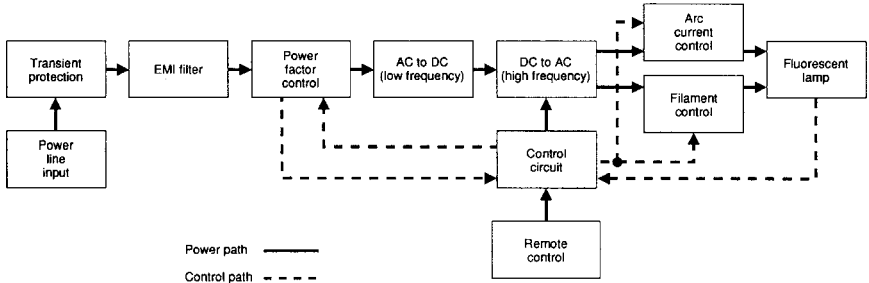 Transient
protection
EMI filter
Power
factor
control
AC to DC
(low frequency)
DC to AC
(high frequency)
Arc
current
control
Filament
control
Fluorescent
lamp
Power
line
input
Control
circuit
Remote
control
Power path
Control path